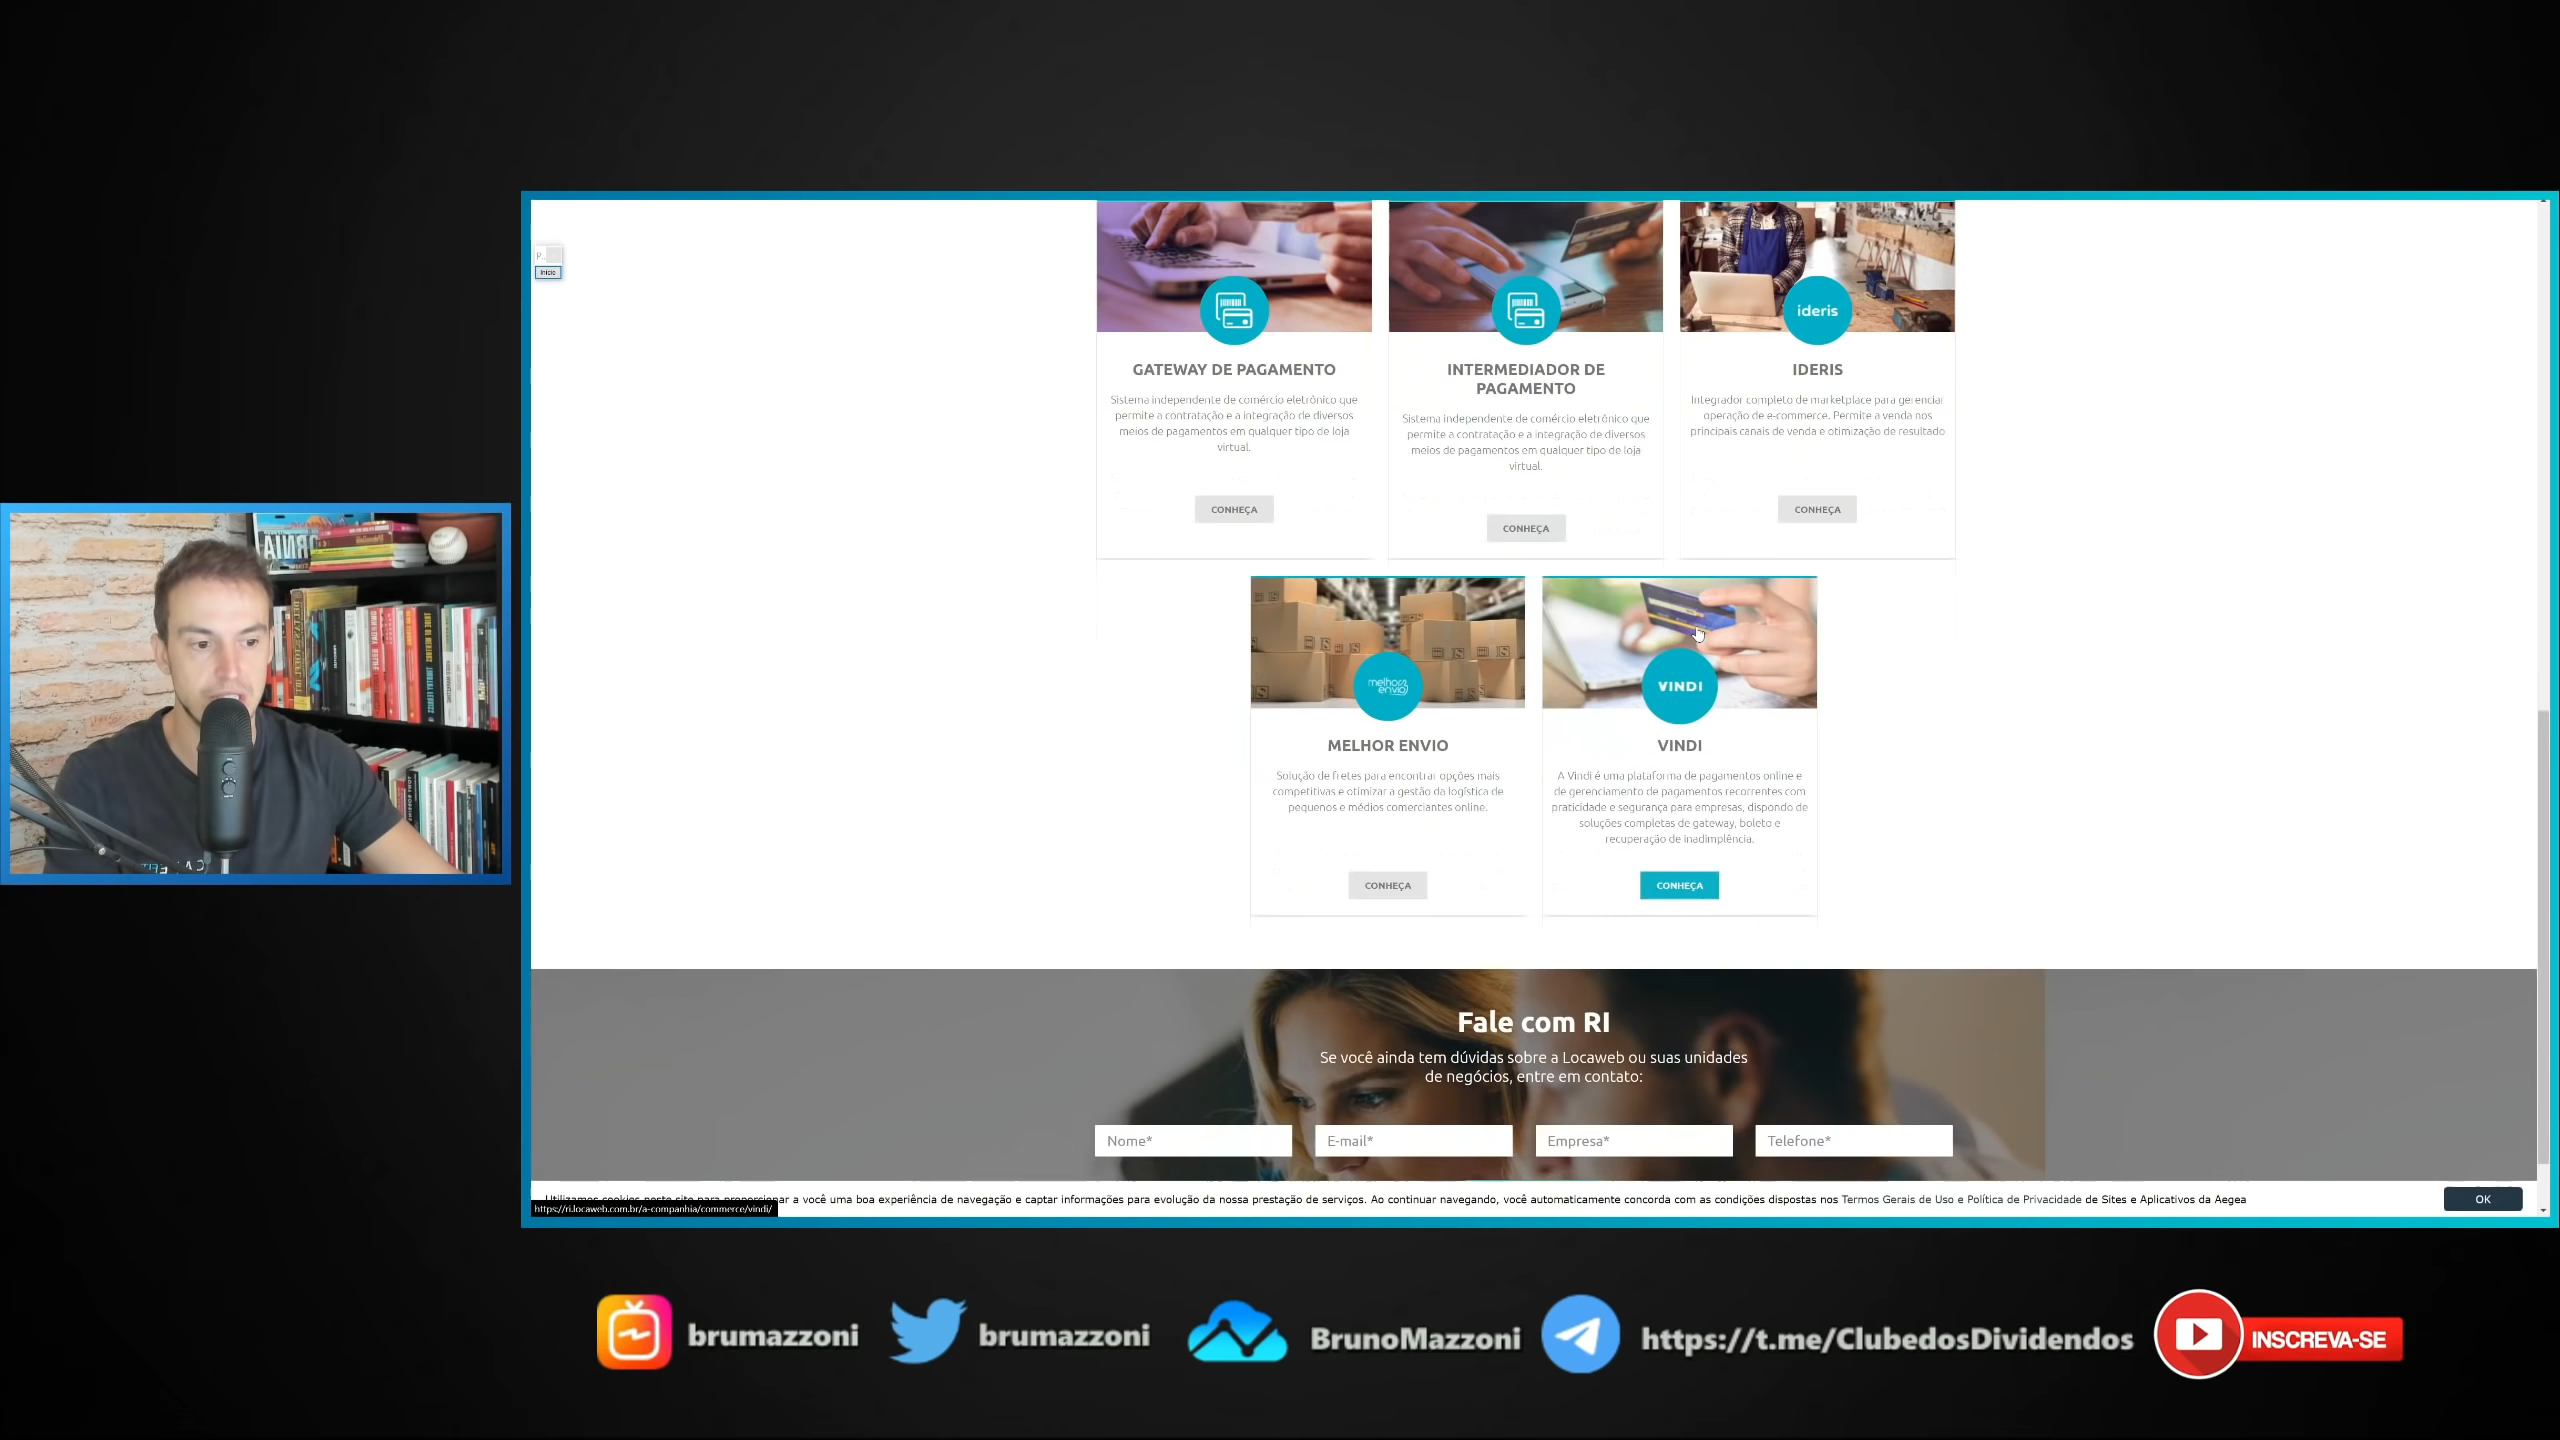 P...
Início
ideris
GATEWAY DE PAGAMENTO
Sistema independente de comércio eletrônico que
permite a contratação e a integração de diversos
meios de pagamentos em qualquer tipo de loja
virtual.
CONHEÇA
INTERMEDIADOR DE
PAGAMENTO
Sistema independente de comércio eletrônico que
permite a contratação e a integração de diversos
meios de pagamentos em qualquer tipo de loja
virtual.
CONHEÇA
IDERIS
Integrador completo de marketplace para gerenciar
operação de e-commerce. Permite a venda nos
principais canais de venda e otimização de resultado
CONHEÇA
melhor
envio
MELHOR ENVIO
Solução de fretes para encontrar opções mais
competitivas e otimizar a gestão da logística de
pequenos e médios comerciantes online.
CONHEÇA
VINDI
VINDI
A Vindi é uma plataforma de pagamentos online e
de gerenciamento de pagamentos recorrentes com
praticidade e segurança para empresas, dispondo de
soluções completas de gateway, boleto e
recuperação de inadimplência.
CONHEÇA
Fale com RI
Se você ainda tem dúvidas sobre a Locaweb ou suas unidades
de negócios, entre em contato:
Nome*
E-mail*
Empresa*
Telefone*
Utilizamos cookies neste site para proporcionar a você uma boa experiência de navegação e captar informações para evolução da nossa prestação de serviços. Ao continuar navegando, você automaticamente concorda com as condições dispostas nos Termos Gerais de Uso e Política de Privacidade de Sites e Aplicativos da Aegea
OK
https://ri.locaweb.com.br/a-companhia/commerce/vindi/
brumazzoni
brumazzoni
BrunoMazzoni
https://t.me/ClubedosDividendos
INSCREVA-SE